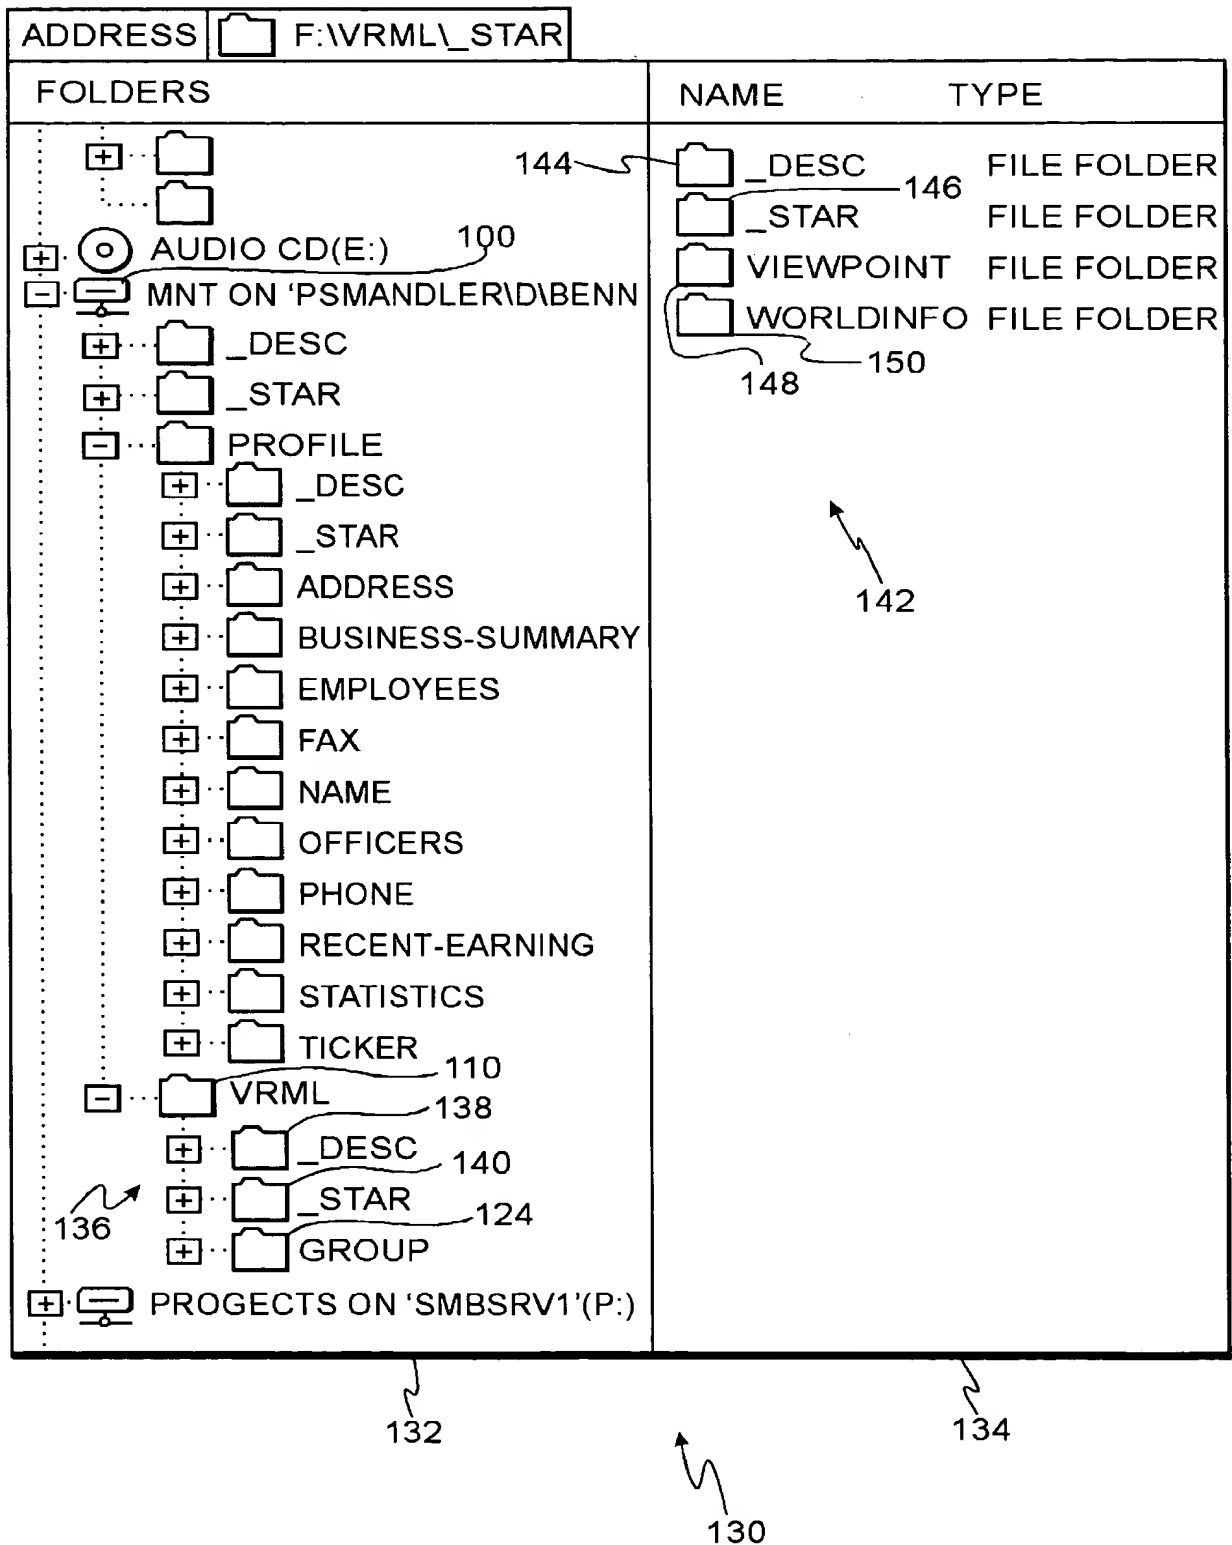 ADDRESS F:\VRML\_STAR
FOLDERS
NAME TYPE
144 _DESC FILE FOLDER
146
_STAR FILE FOLDER
AUDIO CD(E:) 100
VIEWPOINT FILE FOLDER
MNT ON 'PSMANDLER\D\BENN
WORLDINFO FILE FOLDER
_DESC
150
148
_STAR
PROFILE
_DESC
_STAR
ADDRESS
142
BUSINESS-SUMMARY
EMPLOYEES
FAX
NAME
OFFICERS
PHONE
RECENT-EARNING
STATISTICS
TICKER
110
VRML
138
_DESC
140
_STAR
124
136
GROUP
PROGECTS ON 'SMBSRV1'(P:)
132
134
130